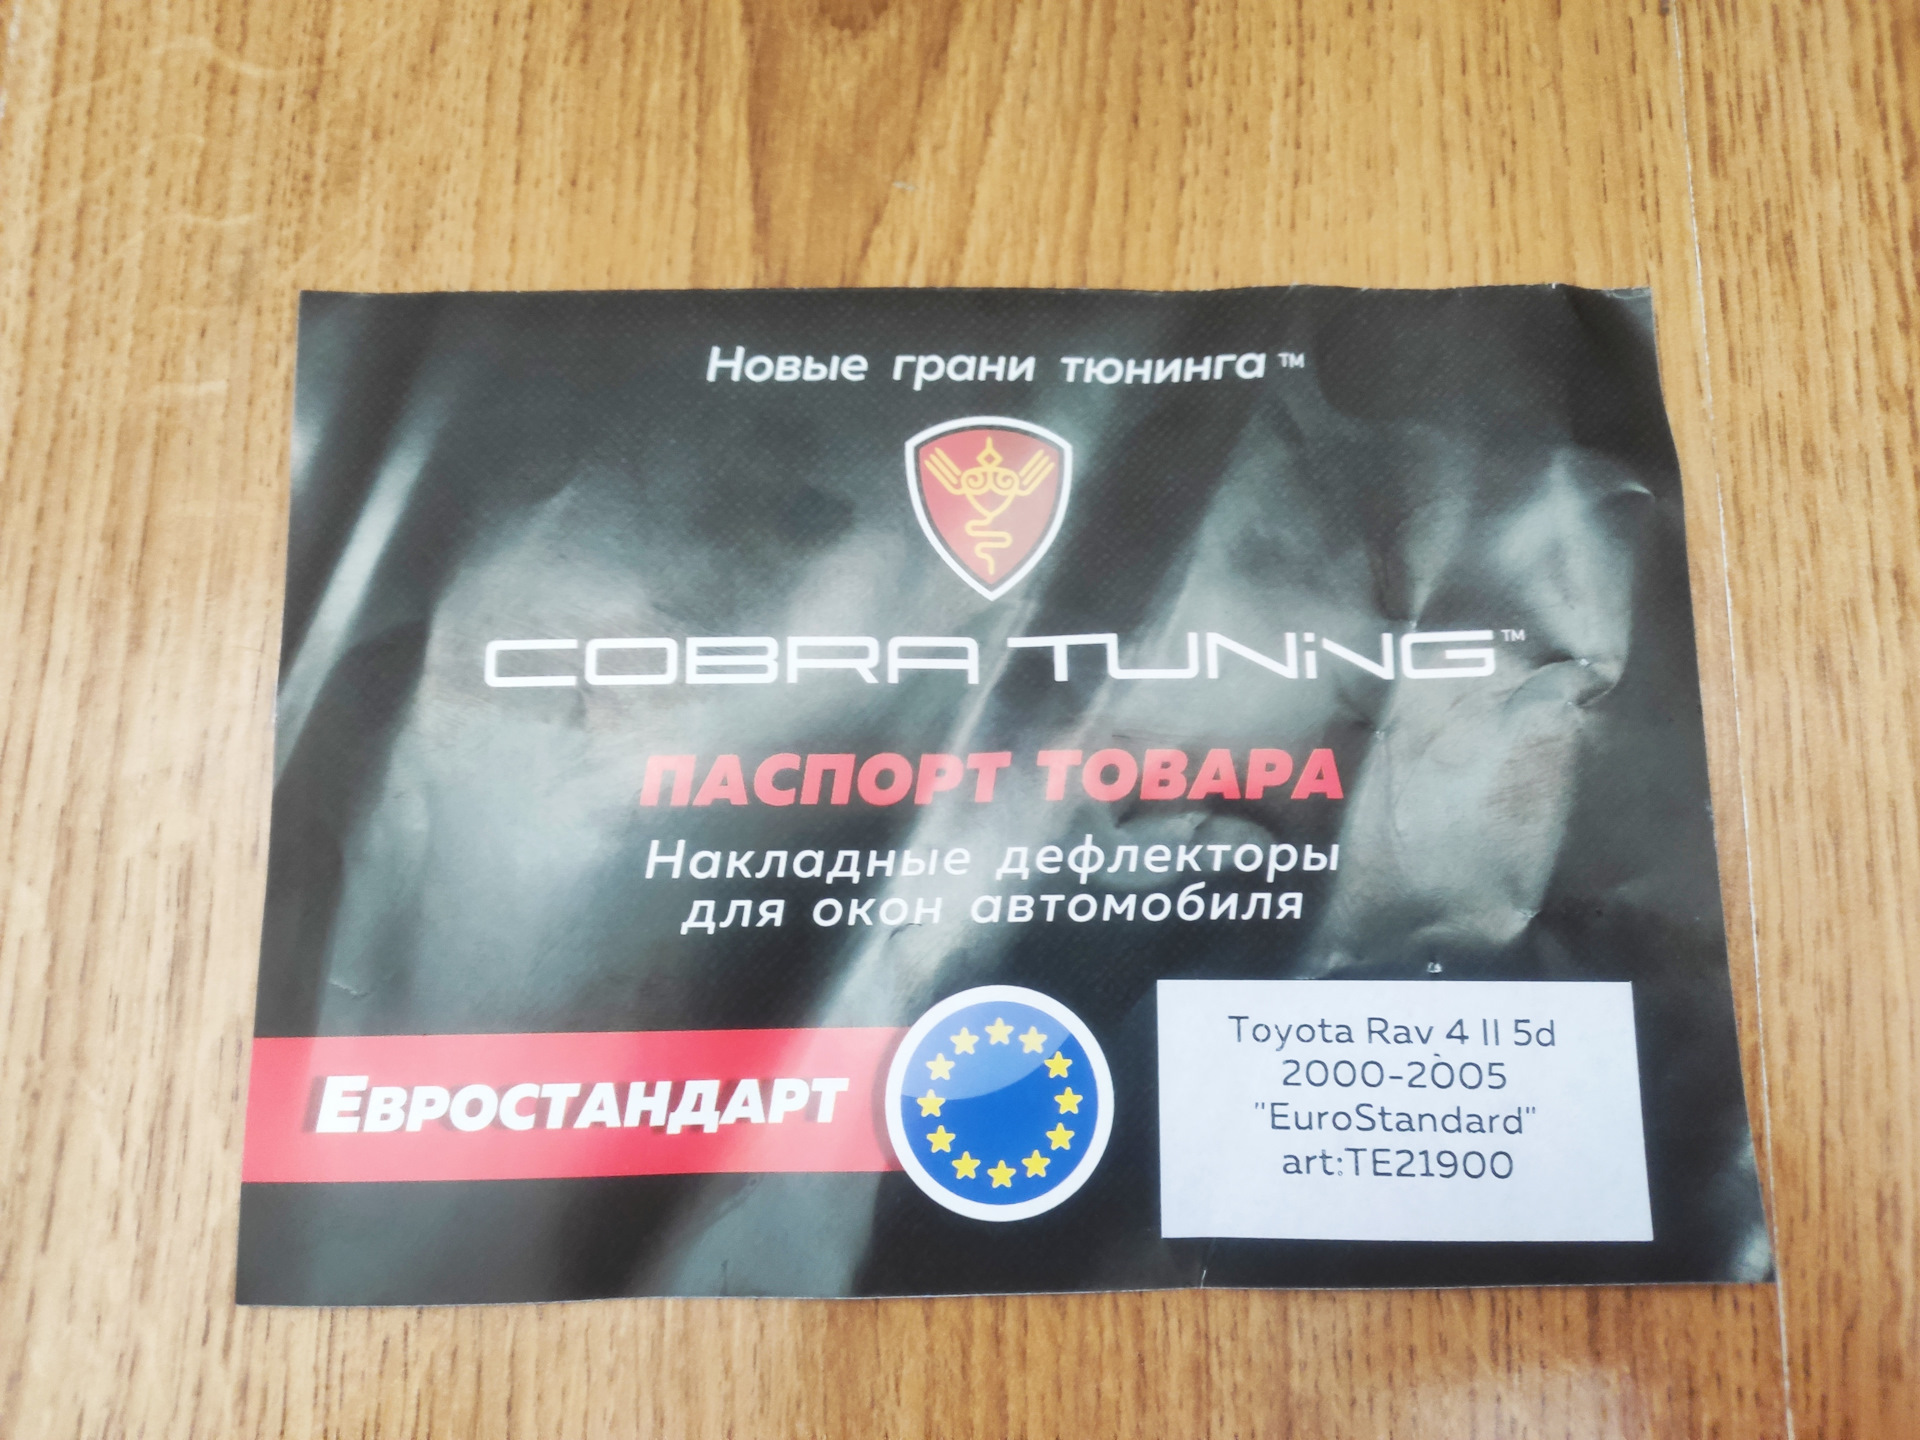 Новые грани тюнинга™
COBRA TUNiNG™
ПАСПОРТ ТОВАРА
Накладные дефлекторы
для окон автомобиля
ЕВРОСТАНДАРТ
Toyota Rav 4 II 5d
2000-2005
"EuroStandard"
art:TE21900